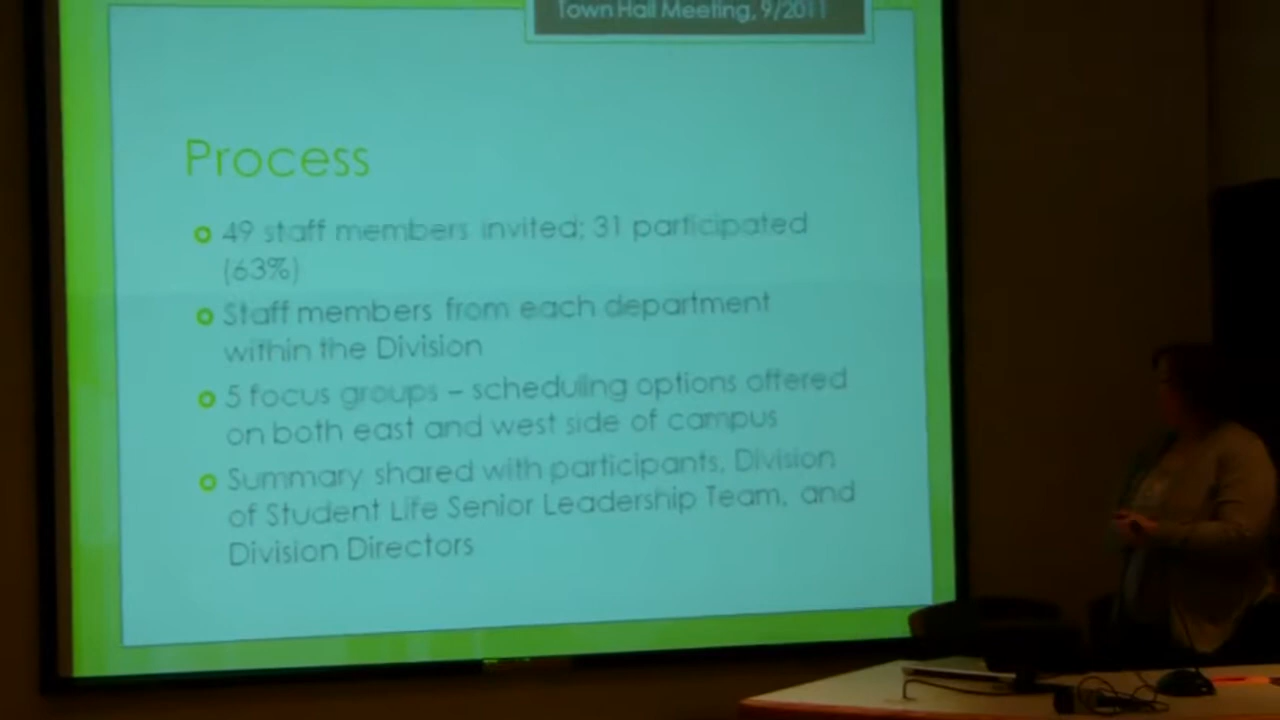 Town Hall Meeting, 9/2011
Process
49 staff members invited; 31 participated
(63%)
Staff members from each department
within the Division
5 focus groups – scheduling options offered
on both east and west side of campus
Summary shared with participants, Division
of Student Life Senior Leadership Team, and
Division Directors